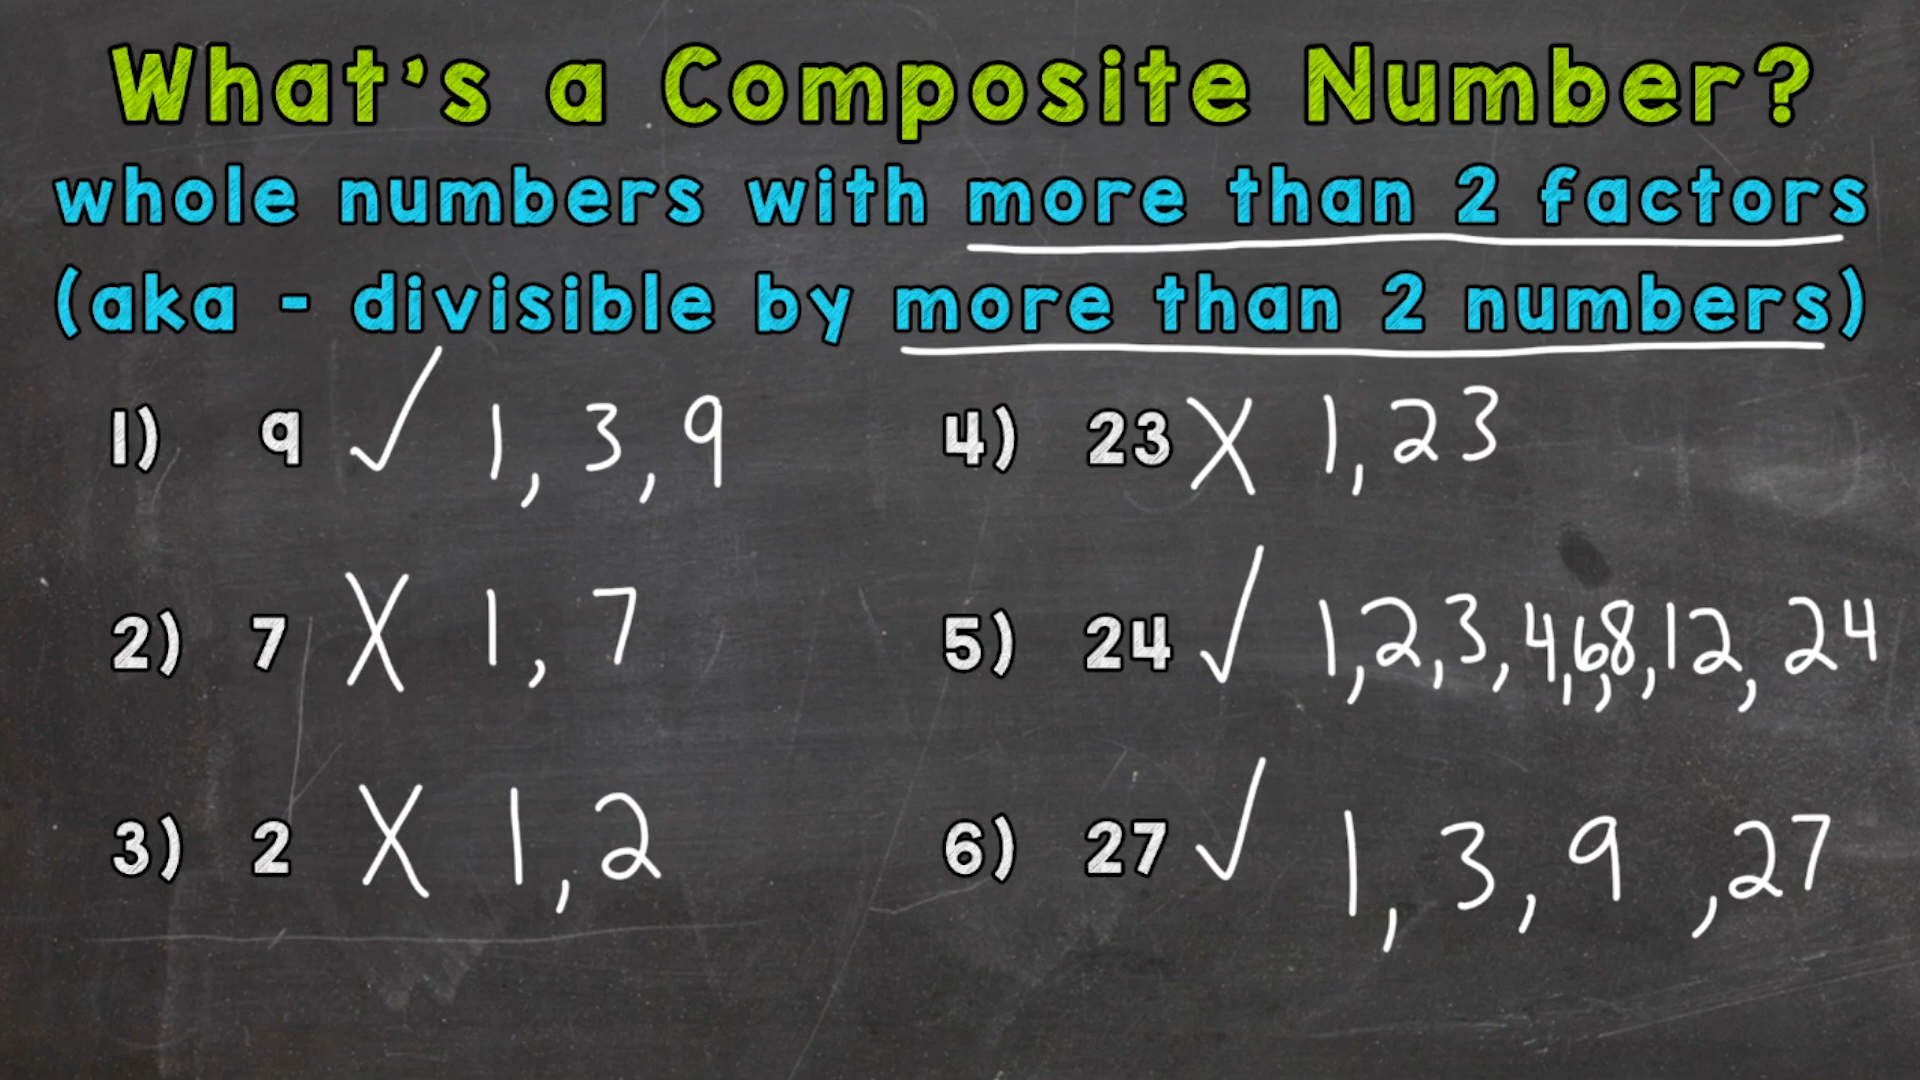 What's a Composite Number?
whole numbers with more than 2 factors
(aka - divisible by more than 2 numbers)
1) 9 ✓ 1, 3, 9
2) 7 X 1, 7
3) 2 X 1, 2
4) 23 X 1, 23
5) 24 ✓ 1, 2, 3, 4, 6, 8, 12, 24
6) 27 ✓ 1, 3, 9, 27